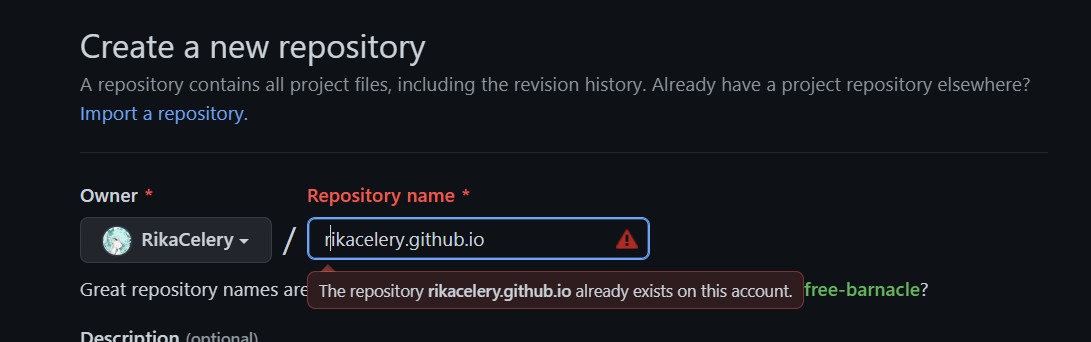 Create a new repository
A repository contains all project files, including the revision history. Already have a project repository elsewhere?
Import a repository.
Owner * Repository name *
RikaCelery / rikacelery.github.io
The repository rikacelery.github.io already exists on this account.
Great repository names are free-barnacle?
Description (optional)